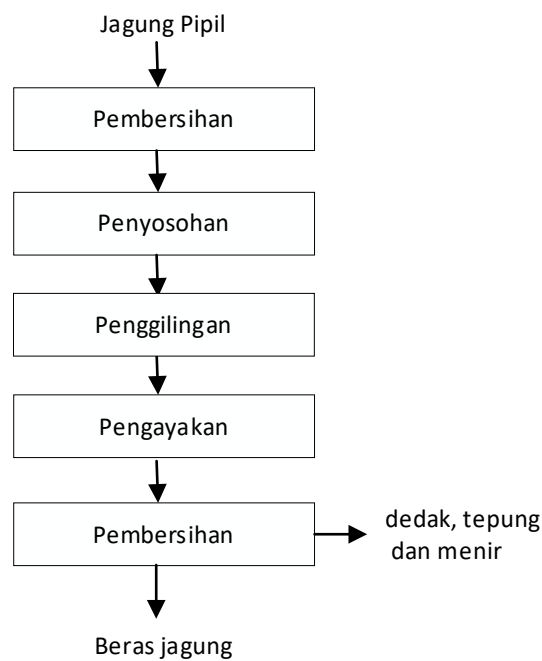 Jagung Pipil
Pembersihan
Penyosohan
Penggilingan
Pengayakan
Pembersihan
dedak, tepung
dan menir
Beras jagung